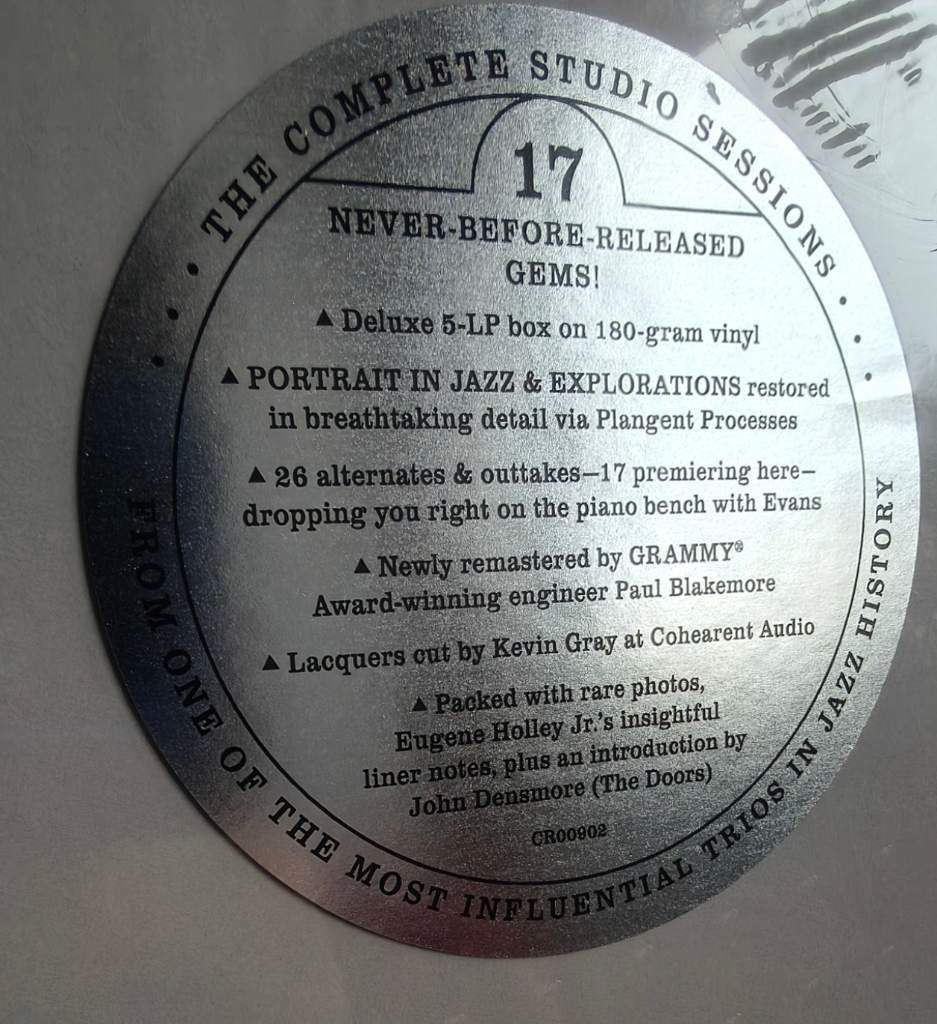 THE COMPLETE STUDIO SESSIONS
17
NEVER-BEFORE-RELEASED
GEMS!
▲ Deluxe 5-LP box on 180-gram vinyl
▲ PORTRAIT IN JAZZ & EXPLORATIONS restored
in breathtaking detail via Plangent Processes
▲ 26 alternates & outtakes—17 premiering here—
dropping you right on the piano bench with Evans
▲ Newly remastered by GRAMMY®
Award-winning engineer Paul Blakemore
▲ Lacquers cut by Kevin Gray at Cohearent Audio
▲ Packed with rare photos,
Eugene Holley Jr.'s insightful
liner notes, plus an introduction by
John Densmore (The Doors)
CR00902
FROM ONE OF THE MOST INFLUENTIAL TRIOS IN JAZZ HISTORY